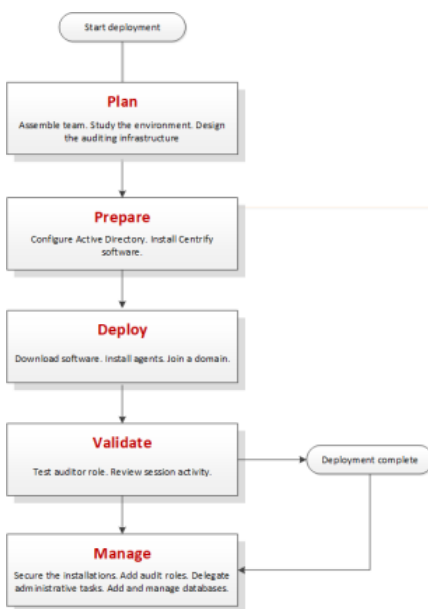 Start deployment
Plan
Assemble team. Study the environment. Design
the auditing infrastructure
Prepare
Configure Active Directory. Install Centrify
software.
Deploy
Download software. Install agents. Join a domain.
Validate
Test auditor role. Review session activity.
Deployment complete
Manage
Secure the installations. Add audit roles. Delegate
administrative tasks. Add and manage databases.